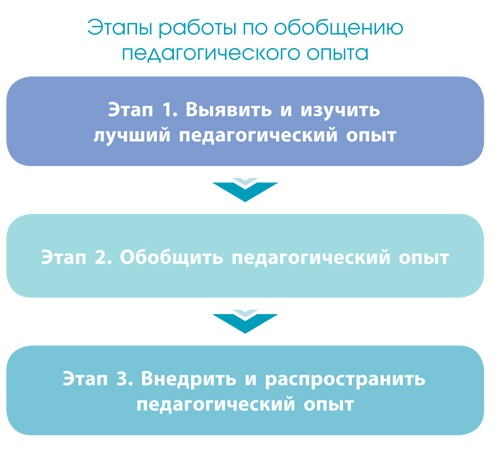 Этапы работы по обобщению
педагогического опыта
Этап 1. Выявить и изучить
лучший педагогический опыт
Этап 2. Обобщить педагогический опыт
Этап 3. Внедрить и распространить
педагогический опыт